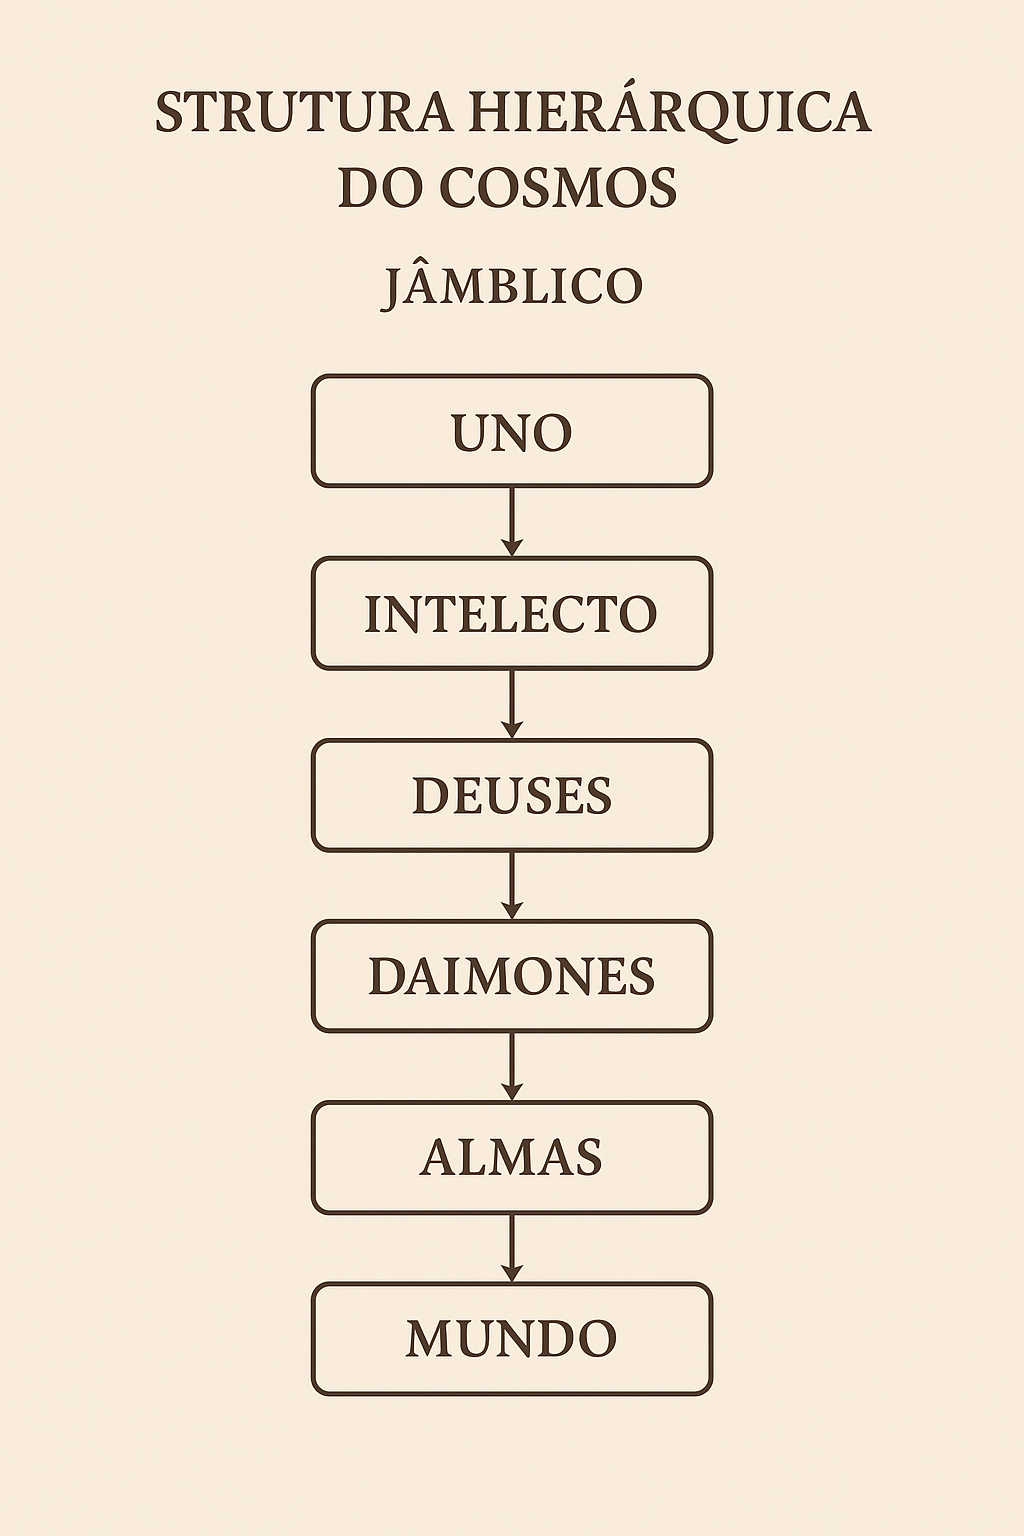 STRUTURA HIERÁRQUICA
DO COSMOS
JÂMBLICO
UNO
INTELECTO
DEUSES
DAIMONES
ALMAS
MUNDO